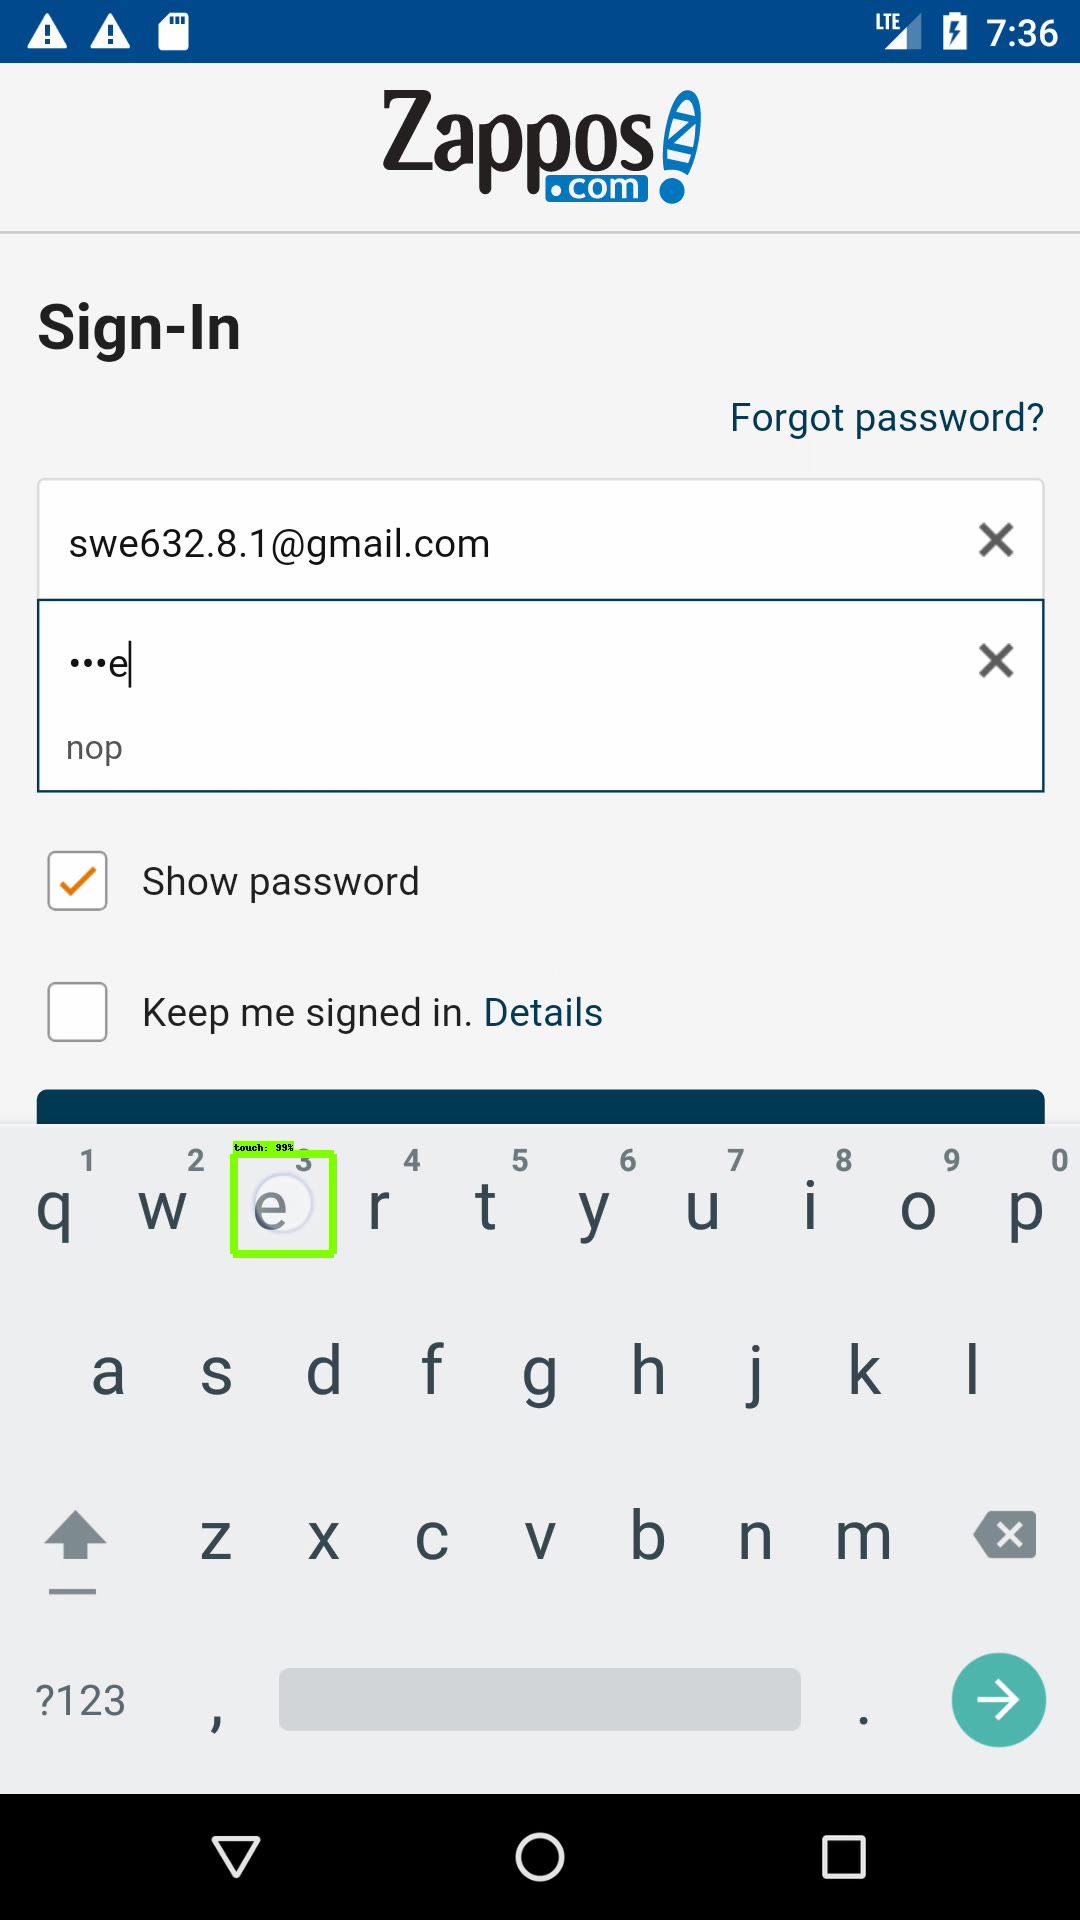 LTE 7:36
Zappos
.com
Sign-In
Forgot password?
swe632.8.1@gmail.com
•••e
nop
Show password
Keep me signed in. Details
touch: 99%
1 2 3 4 5 6 7 8 9 0
q w e r t y u i o p
a s d f g h j k l
z x c v b n m
?123 , .